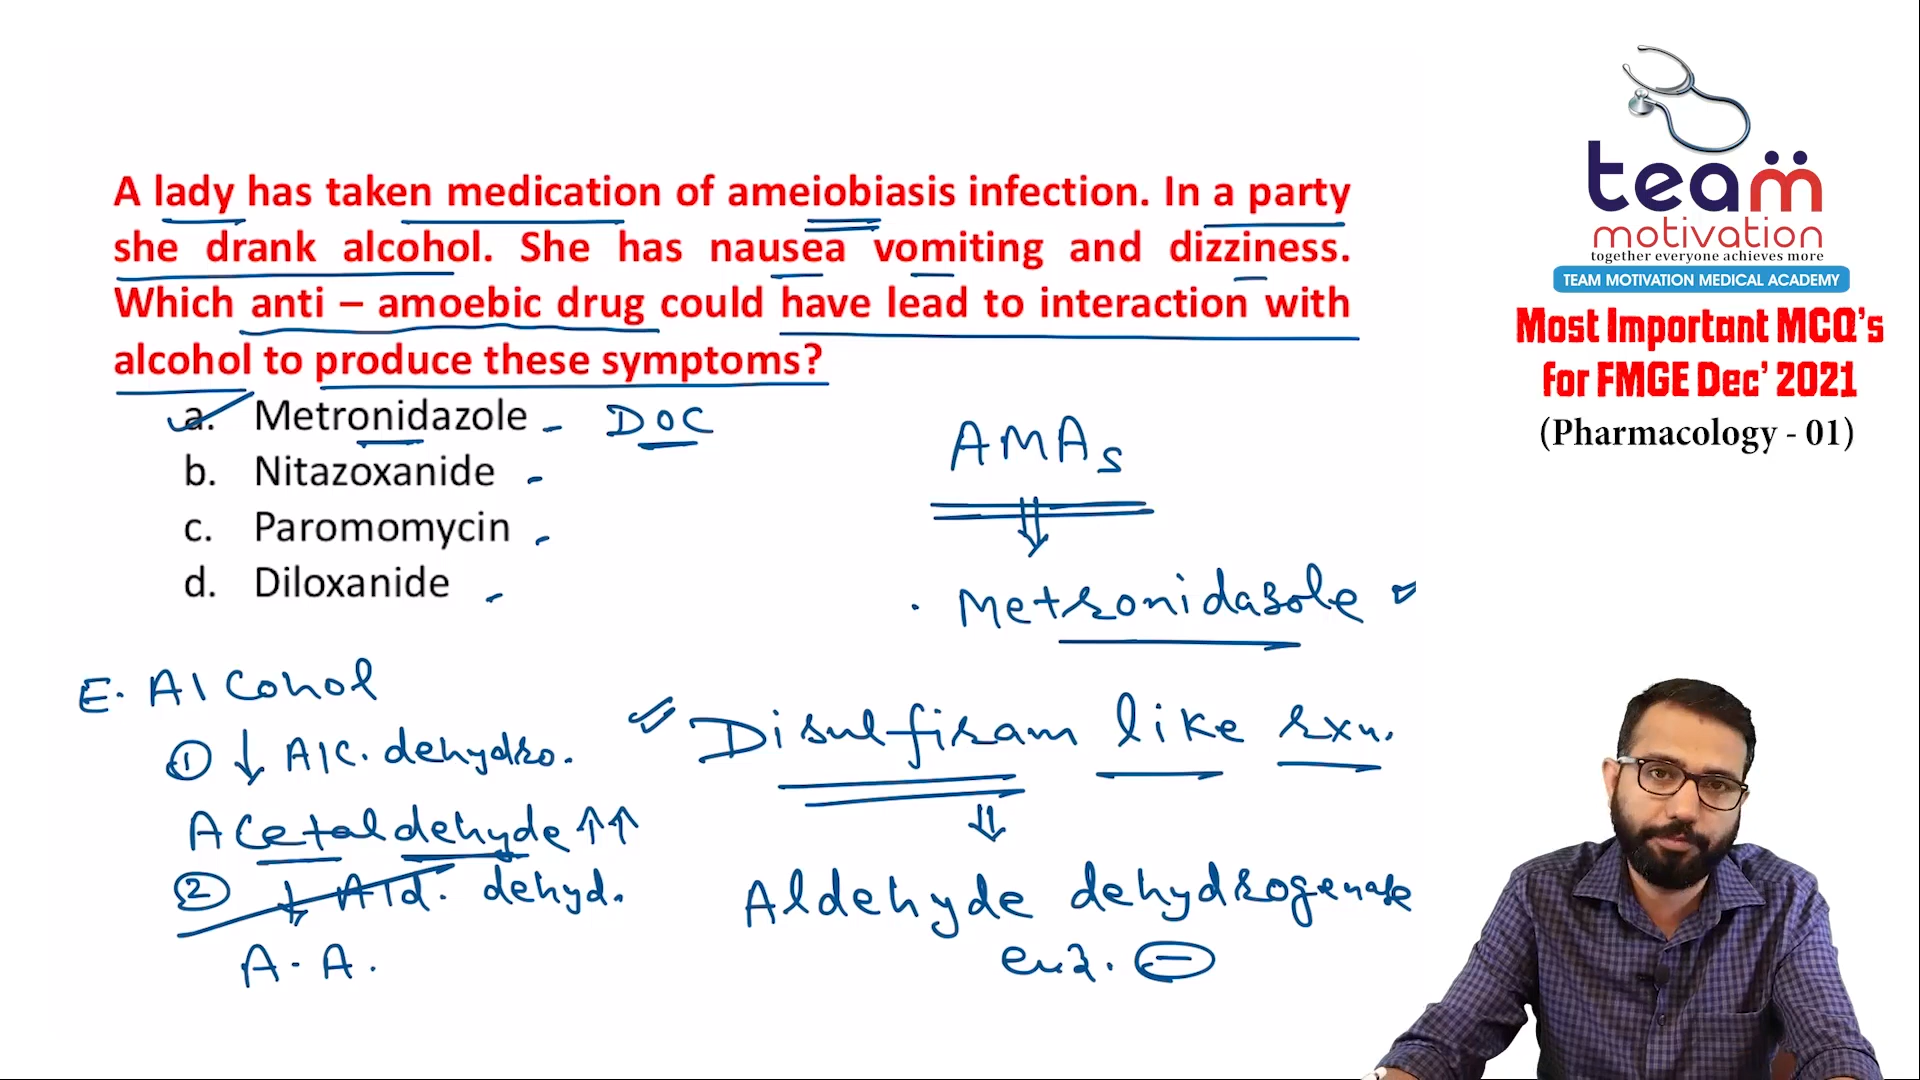 A lady has taken medication of ameiobiasis infection. In a party
she drank alcohol. She has nausea vomiting and dizziness.
Which anti – amoebic drug could have lead to interaction with
alcohol to produce these symptoms?
a. Metronidazole - DOC
b. Nitazoxanide -
c. Paromomycin -
d. Diloxanide -
AMAs
. Metronidazole
Disulfiram like rxn.
Aldehyde dehydrogenase
enz. -
E. Alcohol
1 ↓ Alc. dehydro.
Acetaldehyde ↑↑
2 ↓ Ald. dehyd.
A. A.
team
motivation
together everyone achieves more
TEAM MOTIVATION MEDICAL ACADEMY
Most Important MCQ's
for FMGE Dec' 2021
(Pharmacology - 01)